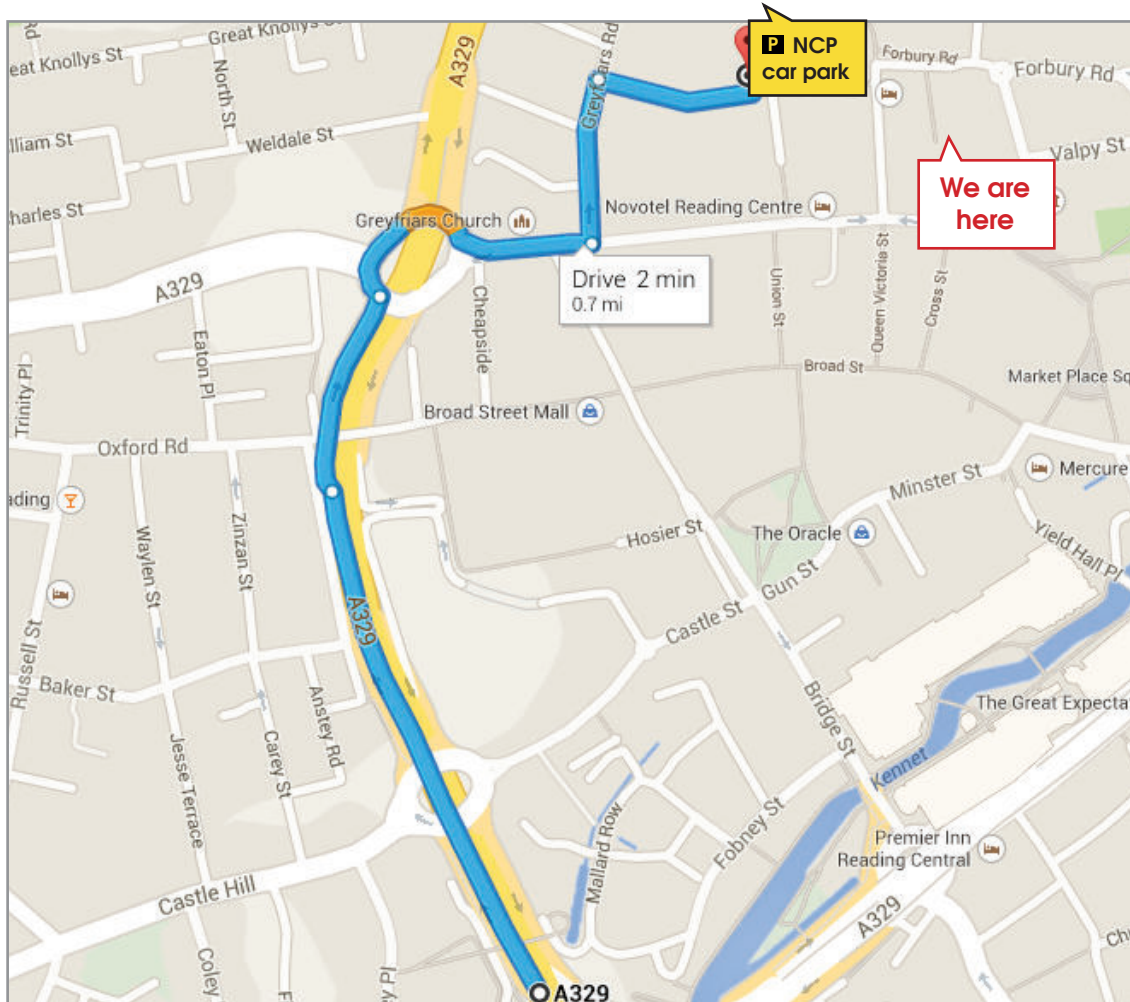 Great Knollys St
eat Knollys St
North St
A329
Greyfriars Rd
P NCP
car park
Forbury Rd
Forbury Rd
lliam St
Weldale St
Valpy St
We are
here
Charles St
Greyfriars Church
Novotel Reading Centre
A329
Drive 2 min
0.7 mi
Cheapside
Union St
Queen Victoria St
Cross St
Eaton Pl
Trinity Pl
Broad St
Market Place Sq
Broad Street Mall
Oxford Rd
Minster St
Mercure
ading
Zinzan St
Waylen St
Hosier St
The Oracle
Yield Hall Pl
Gun St
Castle St
A329
Russell St
Baker St
Anstey Rd
Bridge St
The Great Expecta
Jesse Terrace
Carey St
Kennet
Mallard Row
Fobney St
Premier Inn
Reading Central
Castle Hill
A329
Coley
A329